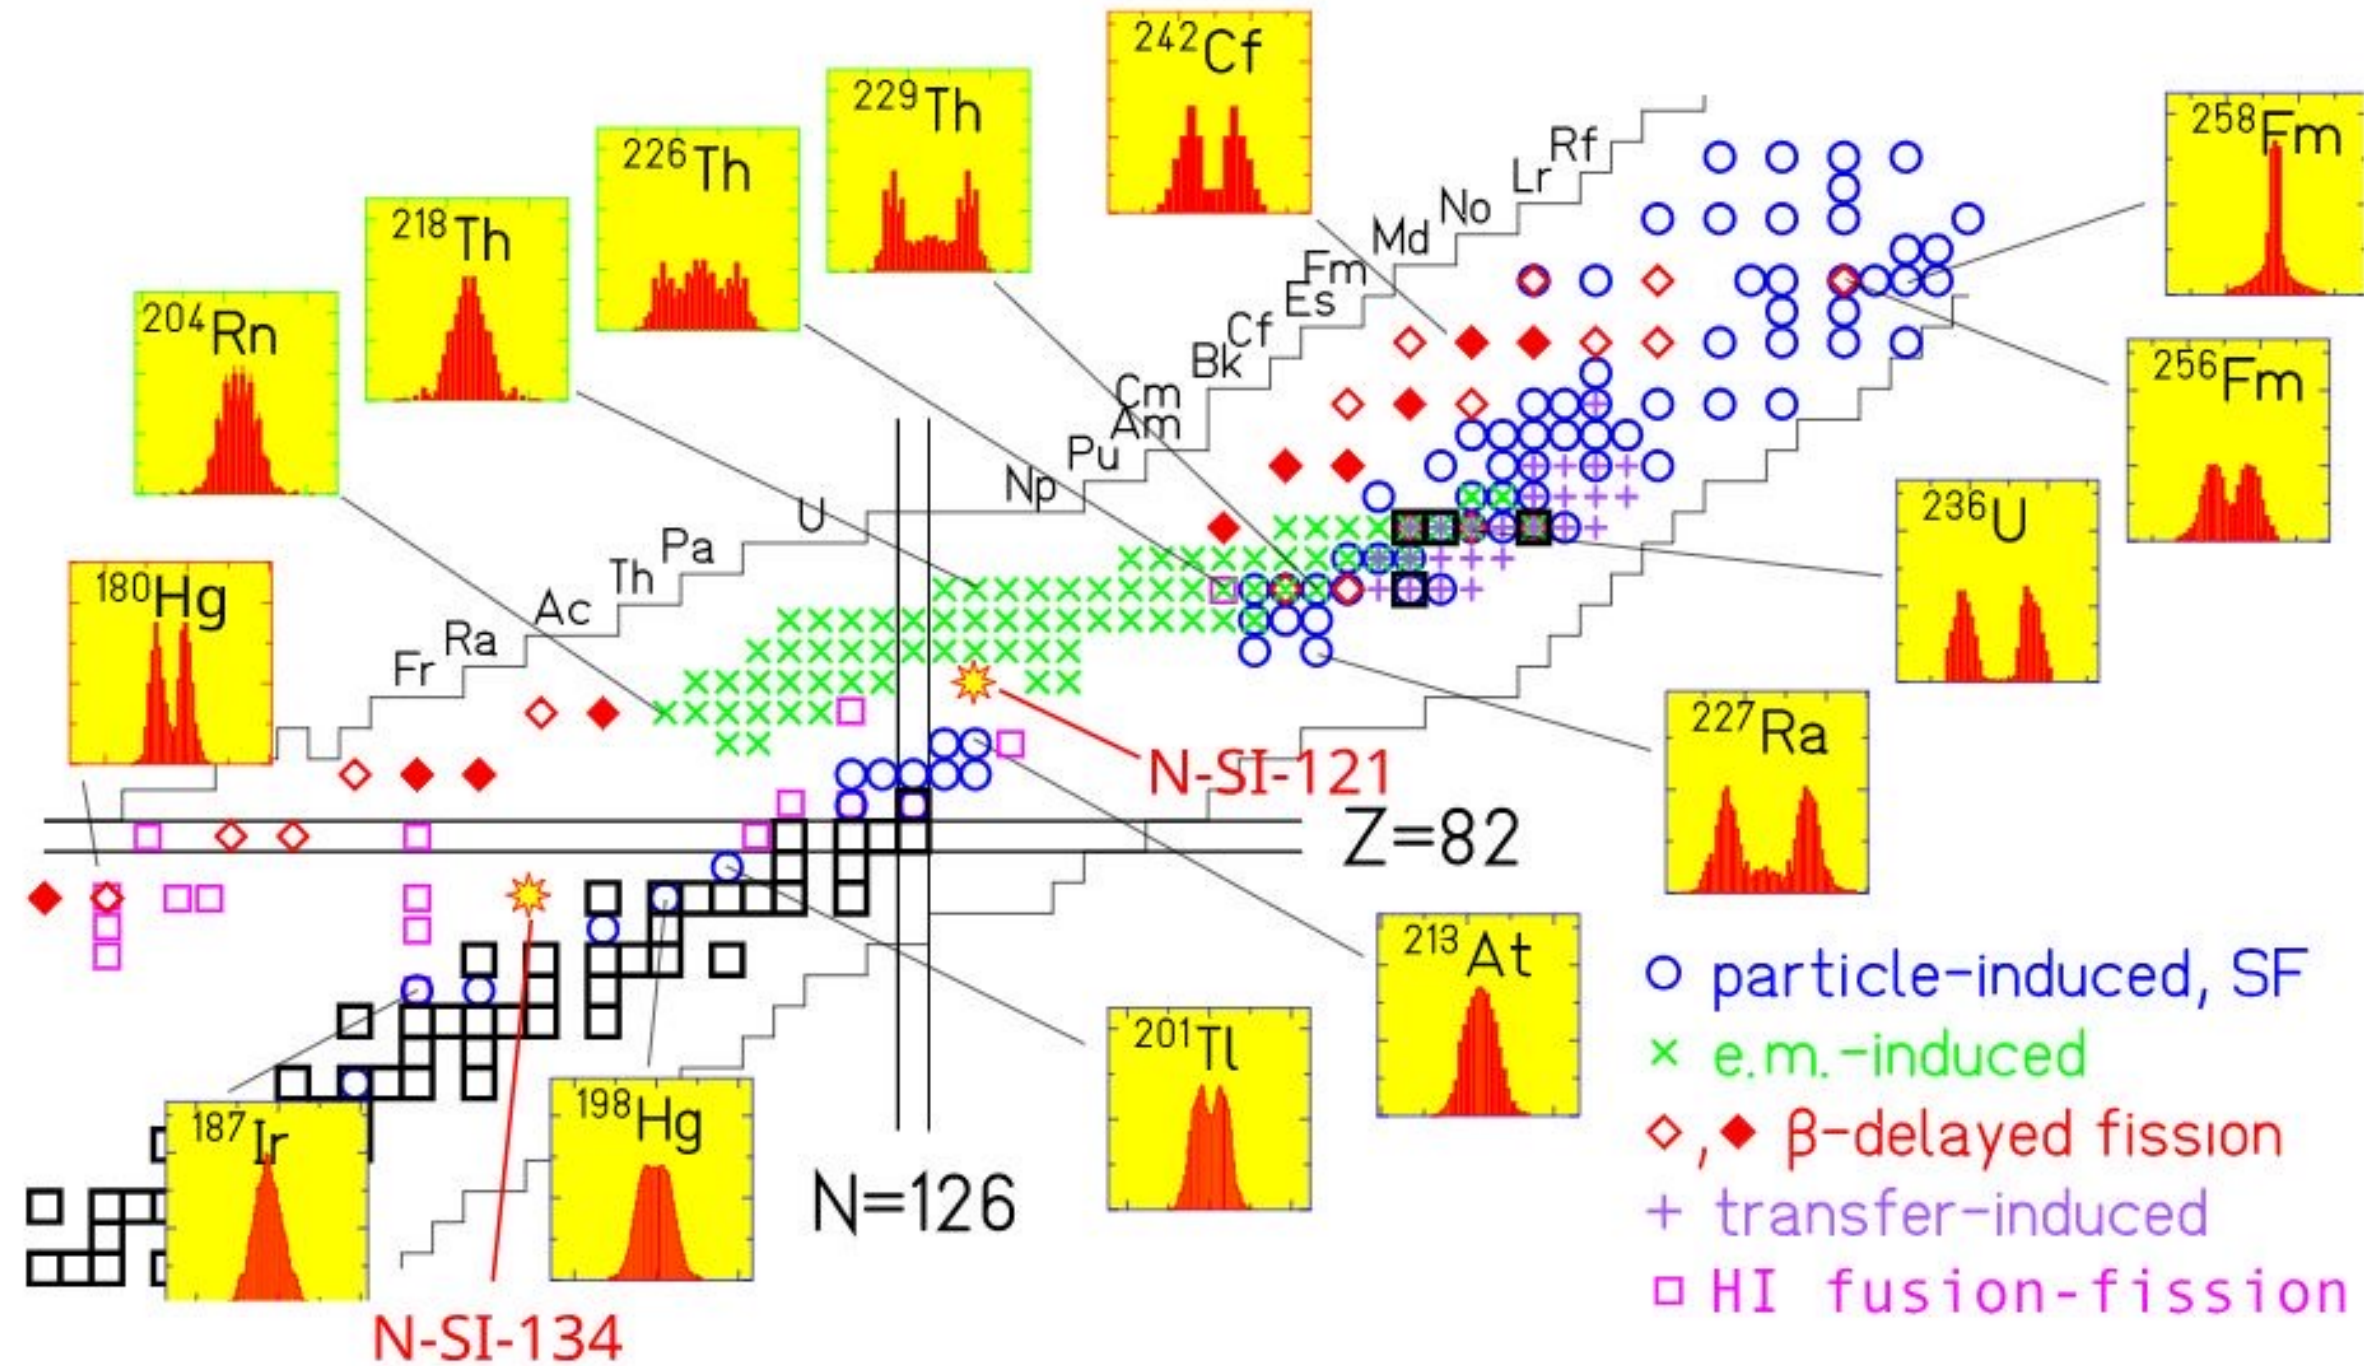 242Cf
229Th
258Fm
226Th
Rf
Lr
218Th
No
Md
Fm
204Rn
Es
Cf
Bk
256Fm
Cm
Am
Pu
Np
U
236U
Pa
Th
180Hg
Ac
Ra
Fr
227Ra
N-SI-121
Z=82
213At
particle-induced, SF
201Tl
e.m.-induced
187Ir
198Hg
β-delayed fission
N=126
transfer-induced
HI fusion-fission
N-SI-134